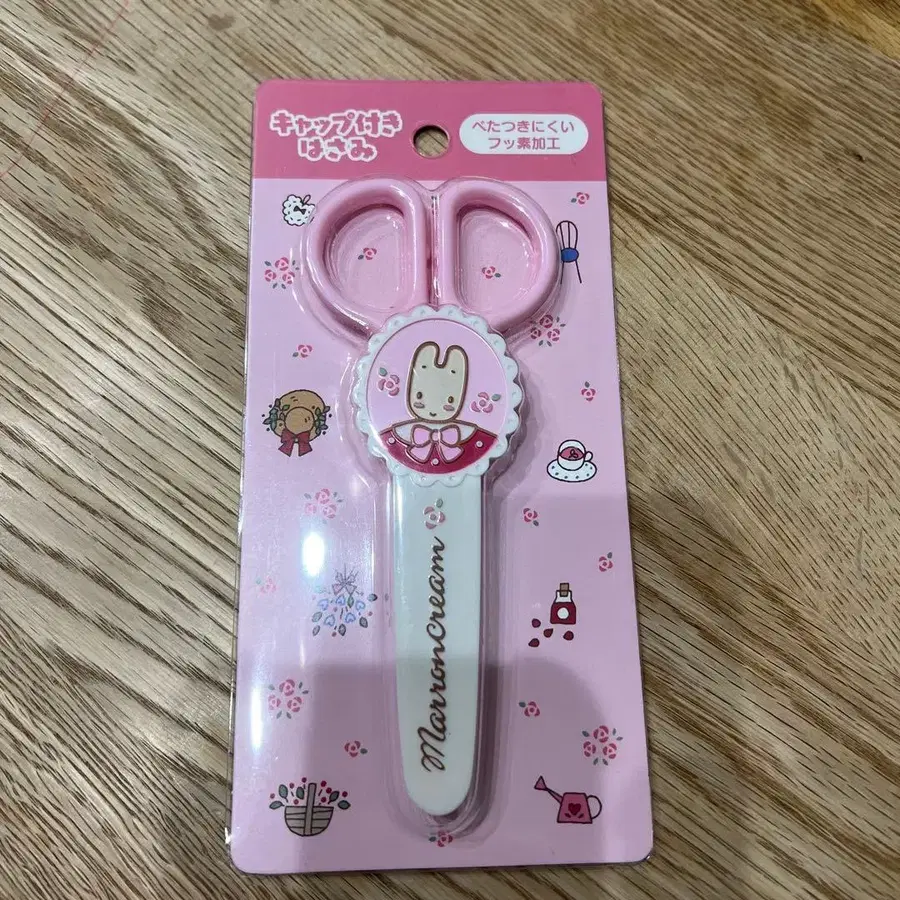 キャップ付き
はさみ
べたつきにくい
フッ素加工
MarronCream